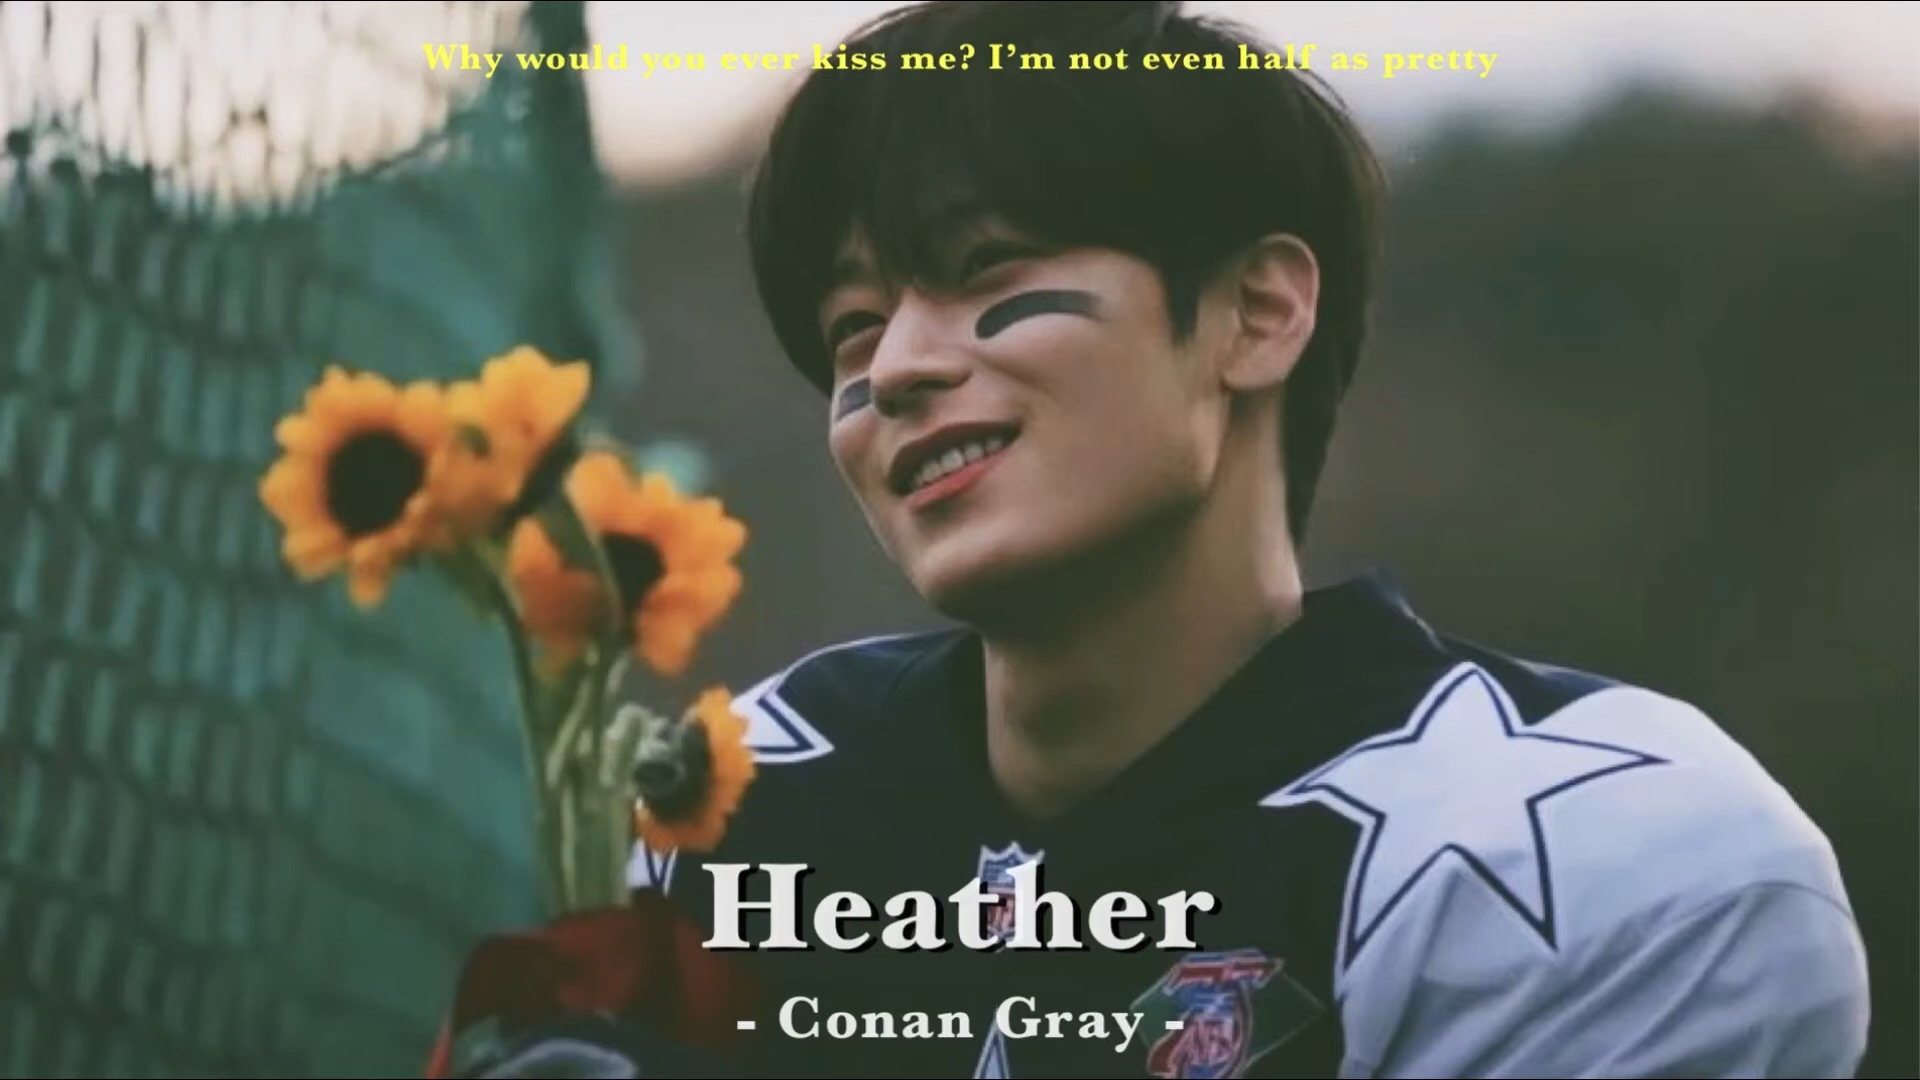 Why would you ever kiss me? I'm not even half as pretty
Heather
- Conan Gray -